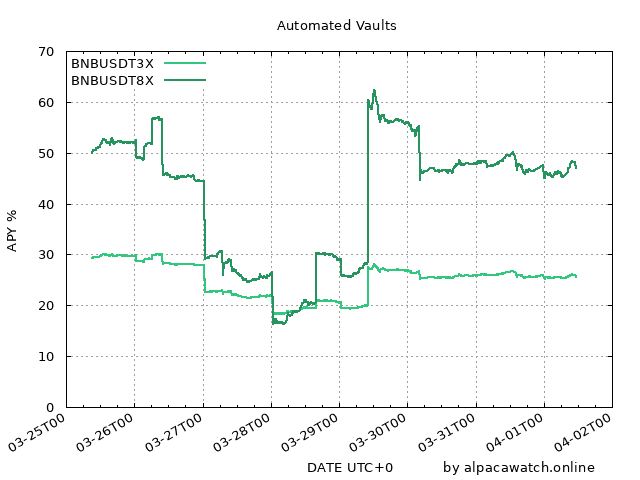 Automated Vaults
70
60
50
40
30
20
10
0
APY %
BNBUSDT3X
BNBUSDT8X
03-25T00
03-26T00
03-27T00
03-28T00
03-29T00
03-30T00
03-31T00
04-01T00
04-02T00
DATE UTC+0
by alpacawatch.online